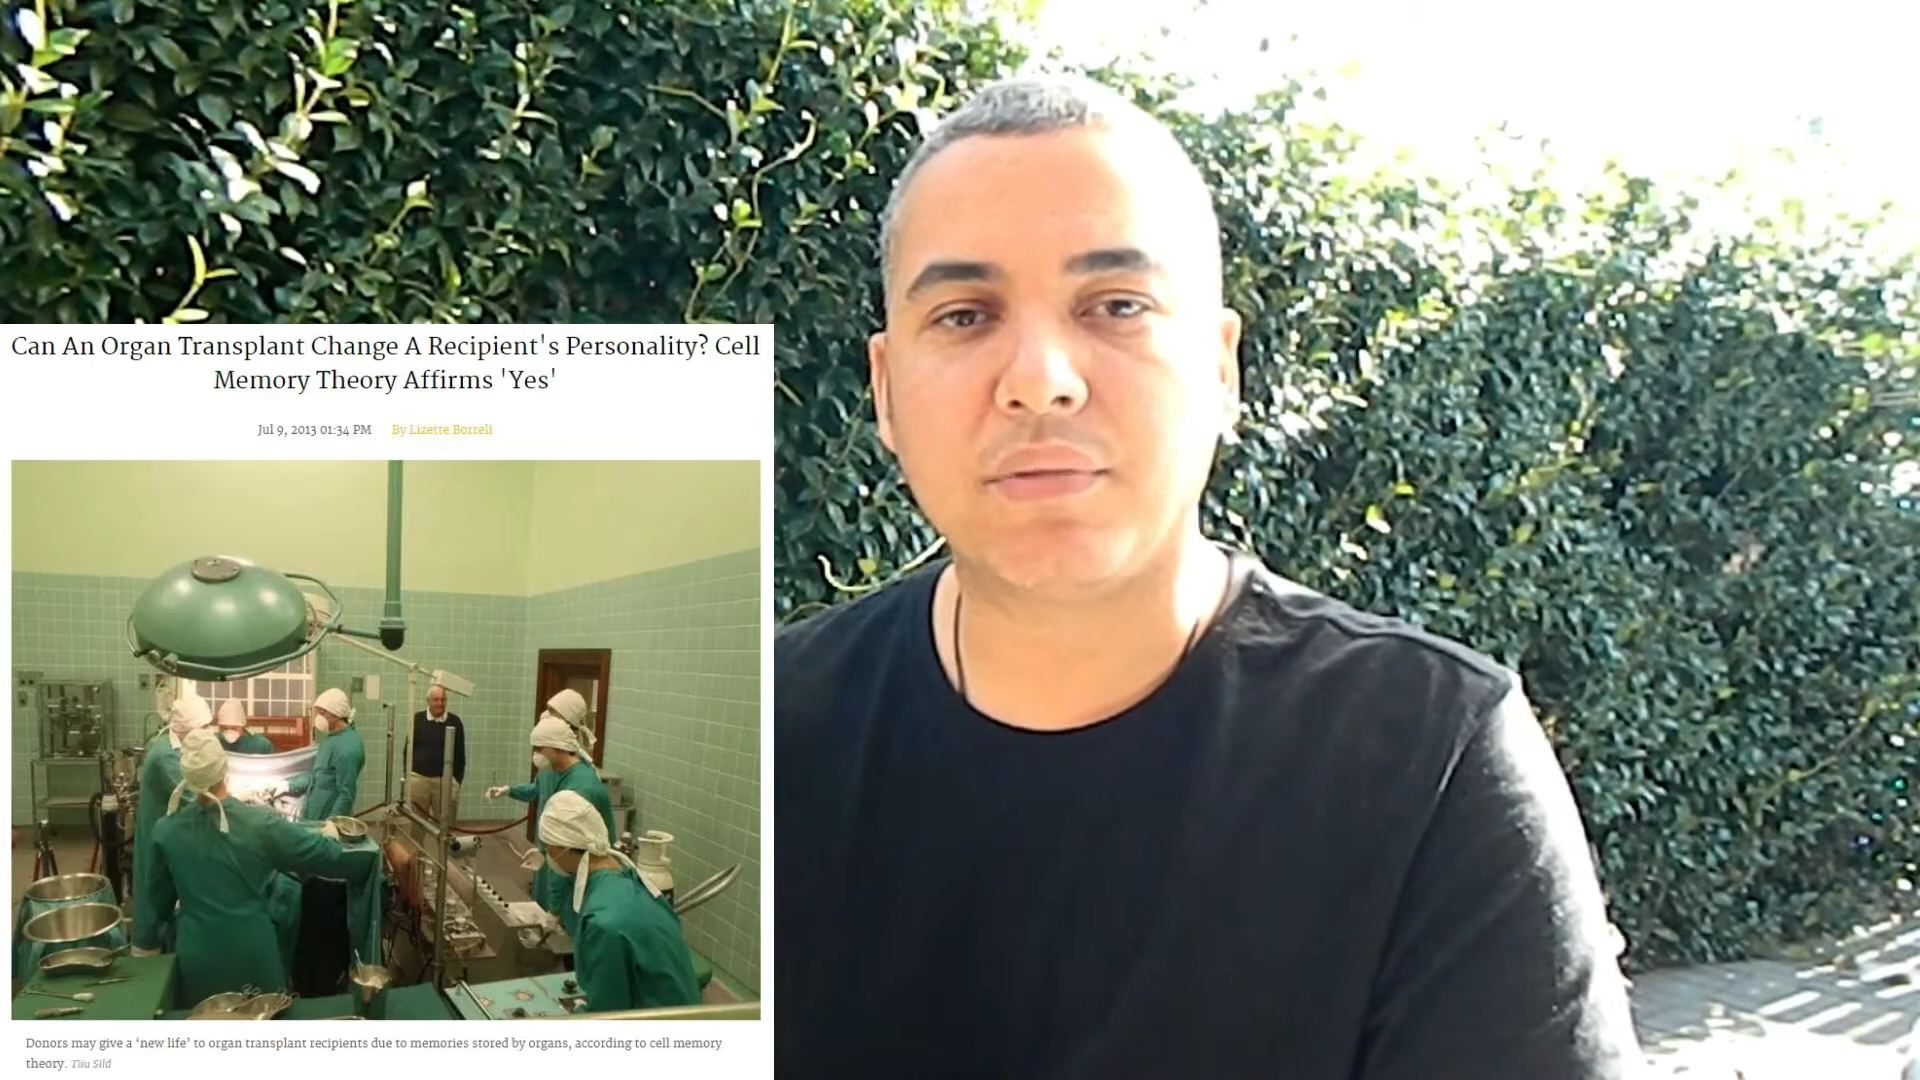 Can An Organ Transplant Change A Recipient's Personality? Cell
Memory Theory Affirms 'Yes'
Jul 9, 2013 01:34 PM By Lizette Borreli
Donors may give a ‘new life’ to organ transplant recipients due to memories stored by organs, according to cell memory
theory. Tiiu Sild